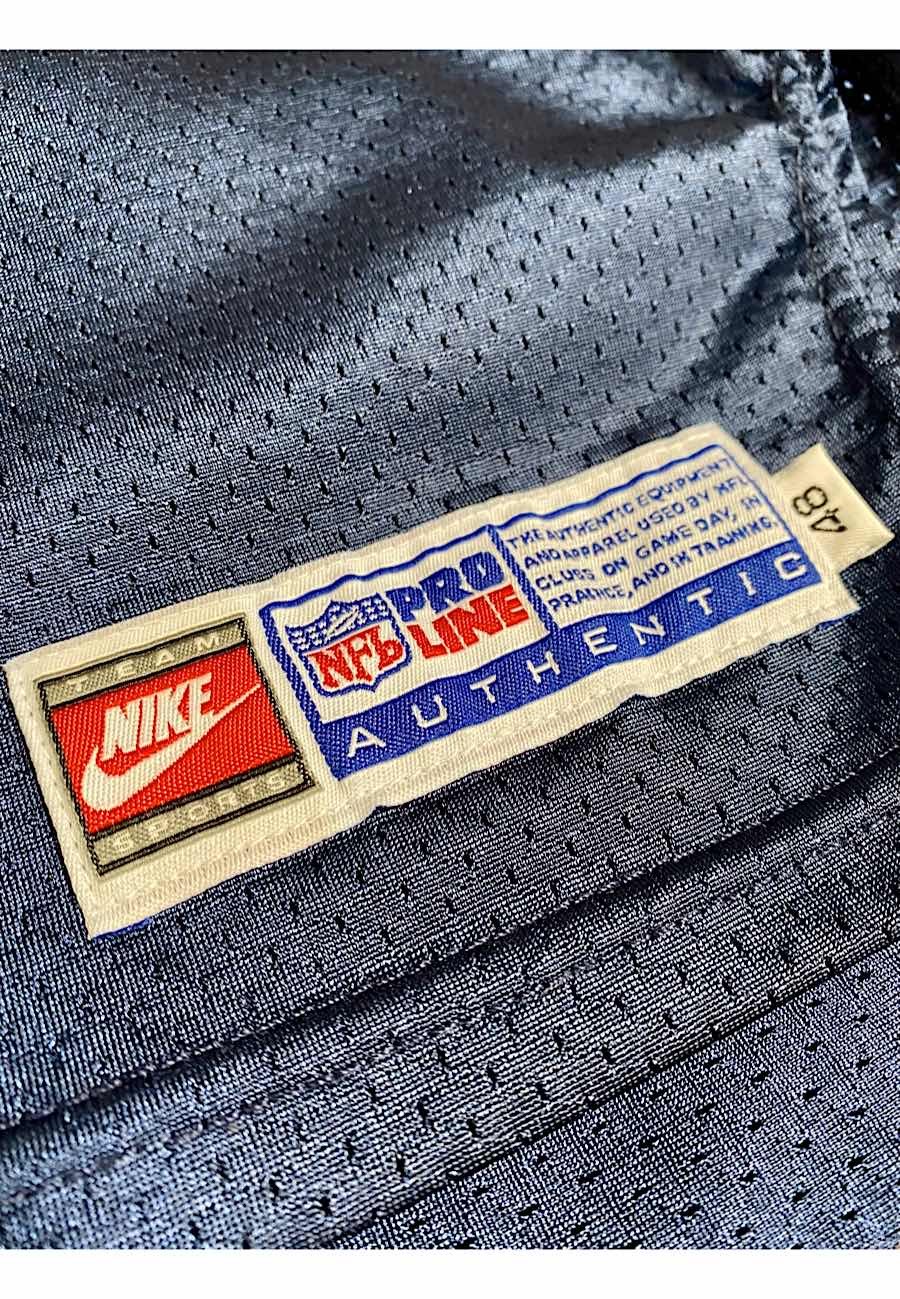 TEAM
NIKE
SPORTS
NFL
PRO
LINE
THE AUTHENTIC EQUIPMENT
AND APPAREL USED BY NFL
CLUBS ON GAME DAY, IN
PRACTICE, AND IN TRAINING.
AUTHENTIC
48